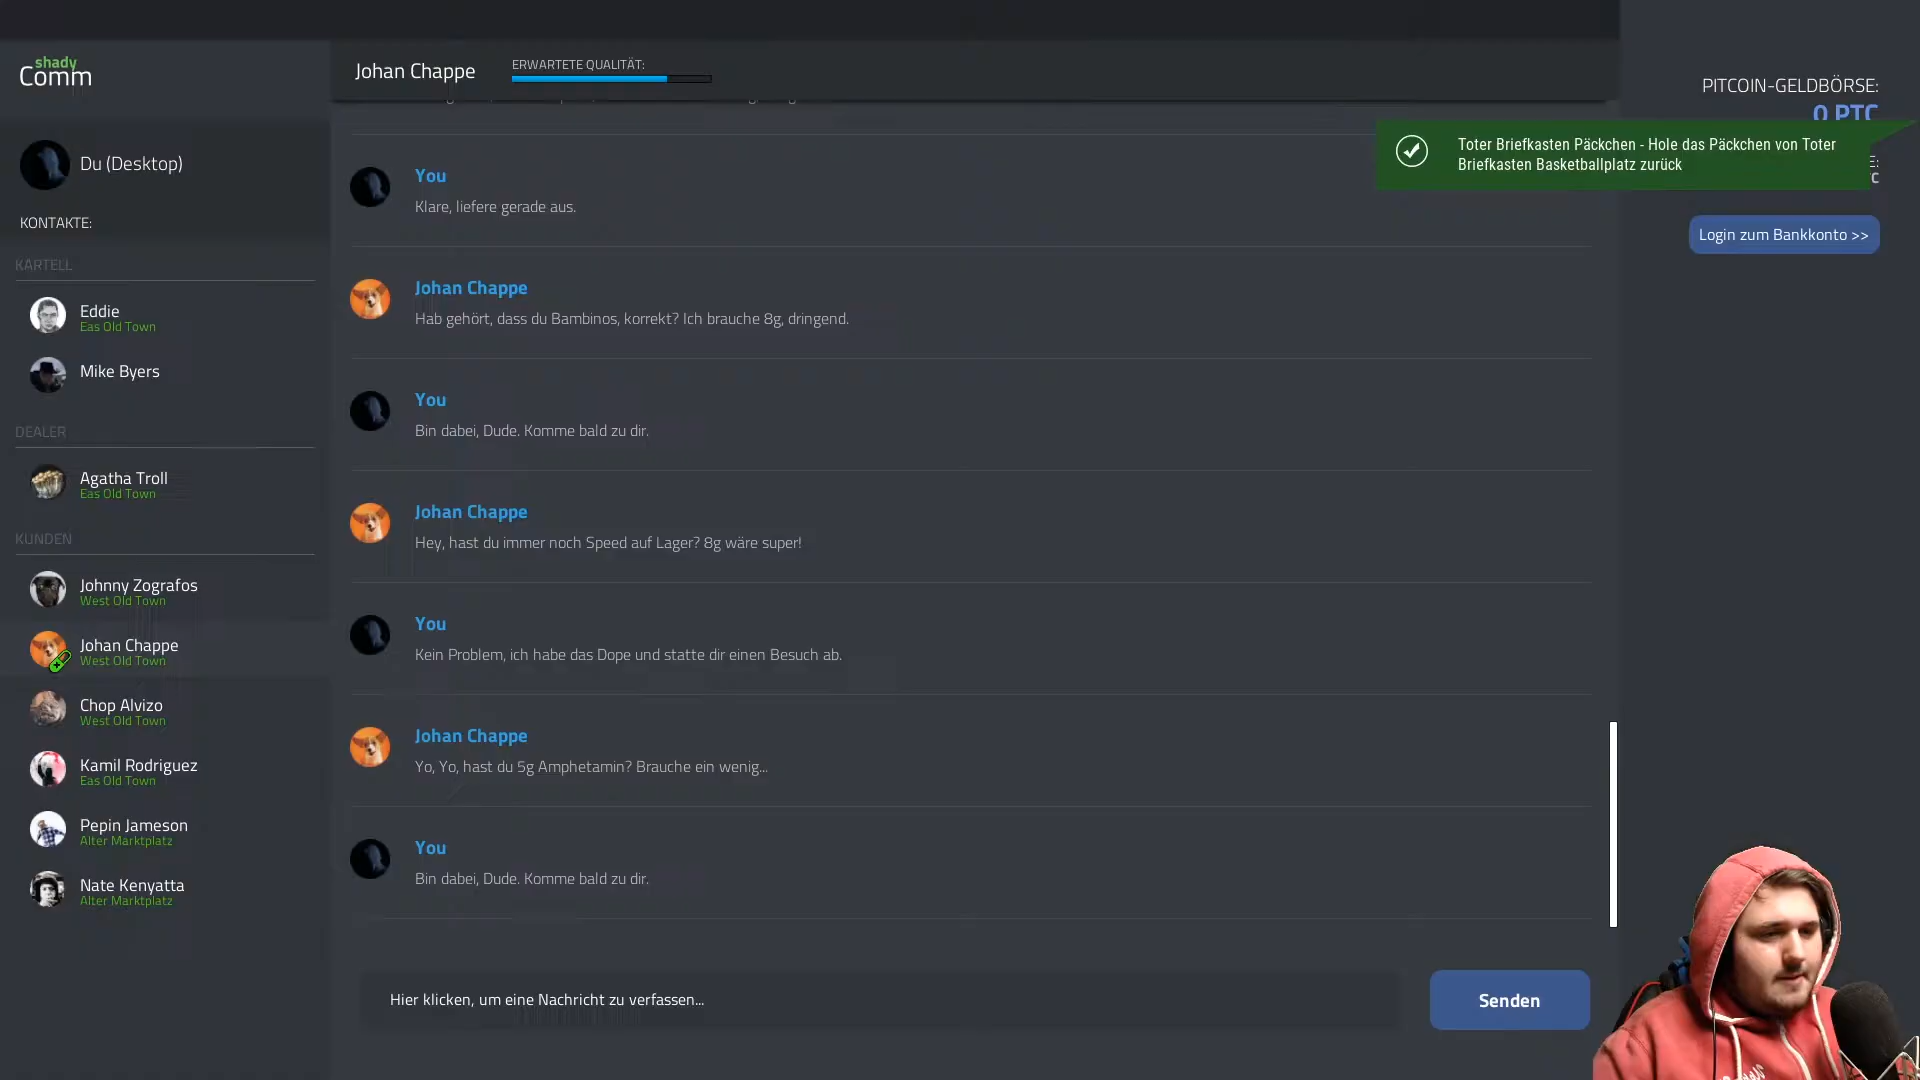 shady
Comm
Johan Chappe
ERWARTETE QUALITÄT:
PITCOIN-GELDBÖRSE:
0 PTC
Toter Briefkasten Päckchen - Hole das Päckchen von Toter
Briefkasten Basketballplatz zurück
Login zum Bankkonto >>
Du (Desktop)
KONTAKTE:
KARTELL
Eddie
Eas Old Town
Mike Byers
DEALER
Agatha Troll
Eas Old Town
KUNDEN
Johnny Zografos
West Old Town
Johan Chappe
West Old Town
Chop Alvizo
West Old Town
Kamil Rodriguez
Eas Old Town
Pepin Jameson
Alter Marktplatz
Nate Kenyatta
Alter Marktplatz
You
Klare, liefere gerade aus.
Johan Chappe
Hab gehört, dass du Bambinos, korrekt? Ich brauche 8g, dringend.
You
Bin dabei, Dude. Komme bald zu dir.
Johan Chappe
Hey, hast du immer noch Speed auf Lager? 8g wäre super!
You
Kein Problem, ich habe das Dope und statte dir einen Besuch ab.
Johan Chappe
Yo, Yo, hast du 5g Amphetamin? Brauche ein wenig...
You
Bin dabei, Dude. Komme bald zu dir.
Hier klicken, um eine Nachricht zu verfassen...
Senden